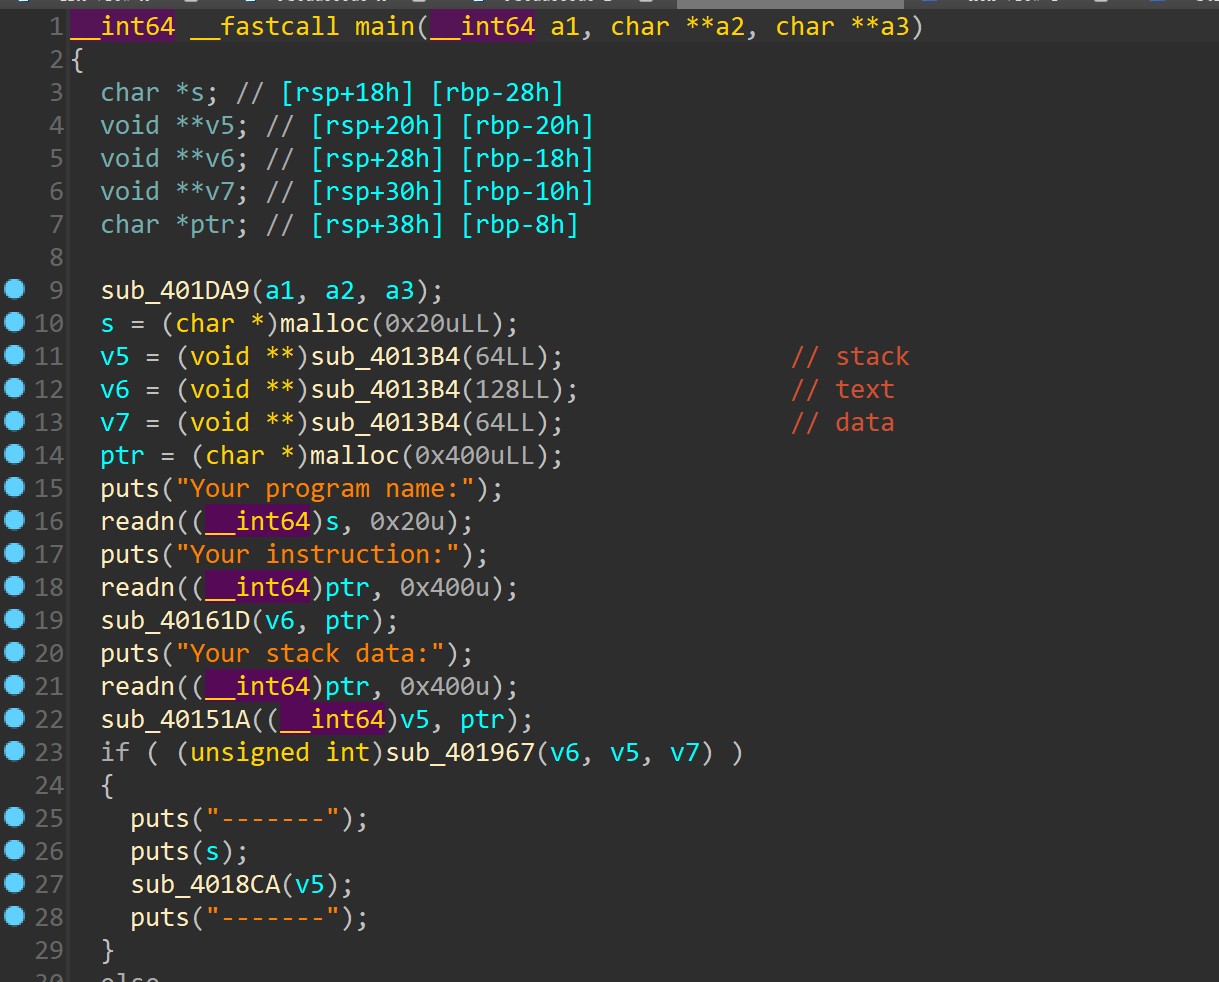 1 __int64 __fastcall main(__int64 a1, char **a2, char **a3)
2 {
3 char *s; // [rsp+18h] [rbp-28h]
4 void **v5; // [rsp+20h] [rbp-20h]
5 void **v6; // [rsp+28h] [rbp-18h]
6 void **v7; // [rsp+30h] [rbp-10h]
7 char *ptr; // [rsp+38h] [rbp-8h]
8
9 sub_401DA9(a1, a2, a3);
10 s = (char *)malloc(0x20uLL);
11 v5 = (void **)sub_4013B4(64LL); // stack
12 v6 = (void **)sub_4013B4(128LL); // text
13 v7 = (void **)sub_4013B4(64LL); // data
14 ptr = (char *)malloc(0x400uLL);
15 puts("Your program name:");
16 readn((__int64)s, 0x20u);
17 puts("Your instruction:");
18 readn((__int64)ptr, 0x400u);
19 sub_40161D(v6, ptr);
20 puts("Your stack data:");
21 readn((__int64)ptr, 0x400u);
22 sub_40151A((__int64)v5, ptr);
23 if ( (unsigned int)sub_401967(v6, v5, v7) )
24 {
25 puts("-------");
26 puts(s);
27 sub_4018CA(v5);
28 puts("-------");
29 }
30 else